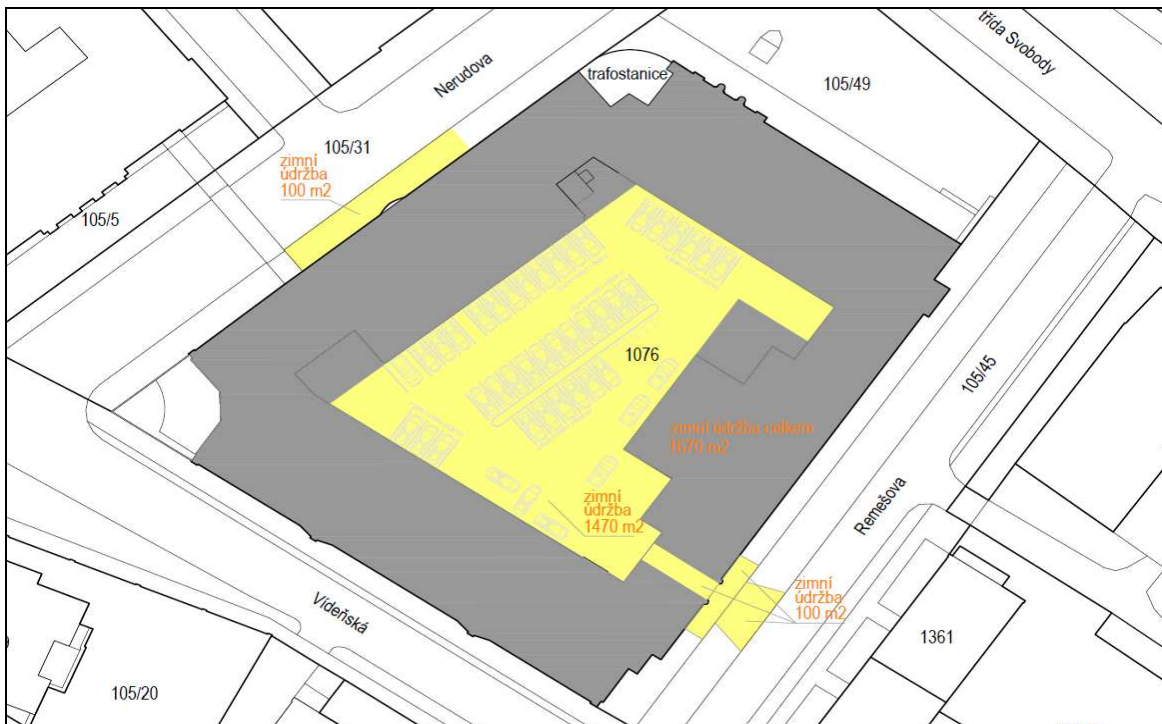 třída Svobody
Nerudova
trafostanice
105/49
105/31
zimní
údržba
100 m2
105/5
1076
105/45
zimní údržba celkem
1670 m2
zimní
údržba
1470 m2
Remešova
zimní
údržba
100 m2
Vídeňská
1361
105/20